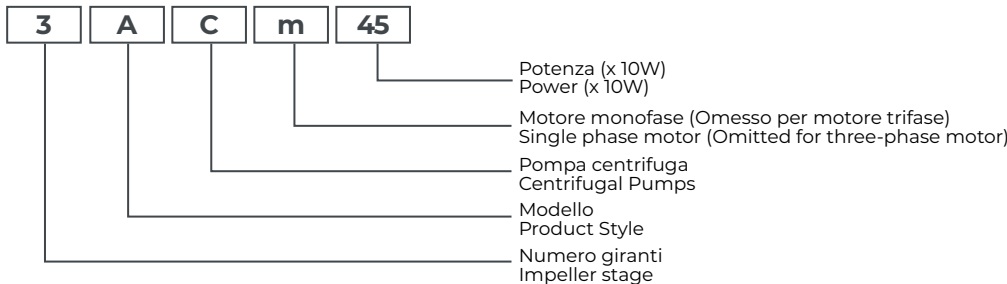 3 A C m 45
Potenza (x 10W)
Power (x 10W)
Motore monofase (Omesso per motore trifase)
Single phase motor (Omitted for three-phase motor)
Pompa centrifuga
Centrifugal Pumps
Modello
Product Style
Numero giranti
Impeller stage